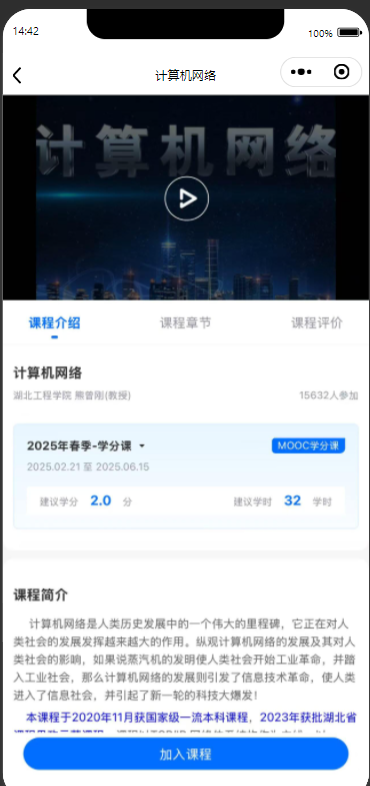 14:42
100%
计算机网络
计算机网络
课程介绍
课程章节
课程评价
计算机网络
湖北工程学院 熊曾刚(教授)
15632人参加
2025年春季-学分课
MOOC学分课
2025.02.21 至 2025.06.15
建议学分 2.0 分
建议学时 32 学时
课程简介
计算机网络是人类历史发展中的一个伟大的里程碑，它正在对人
类社会的发展发挥越来越大的作用。纵观计算机网络的发展及其对人
类社会的影响，如果说蒸汽机的发明使人类社会开始工业革命，并踏
入工业社会，那么计算机网络的发展则引发了信息技术革命，使人类
进入了信息社会，并引起了新一轮的科技大爆发！
本课程于2020年11月获国家级一流本科课程，2023年获批湖北省
加入课程